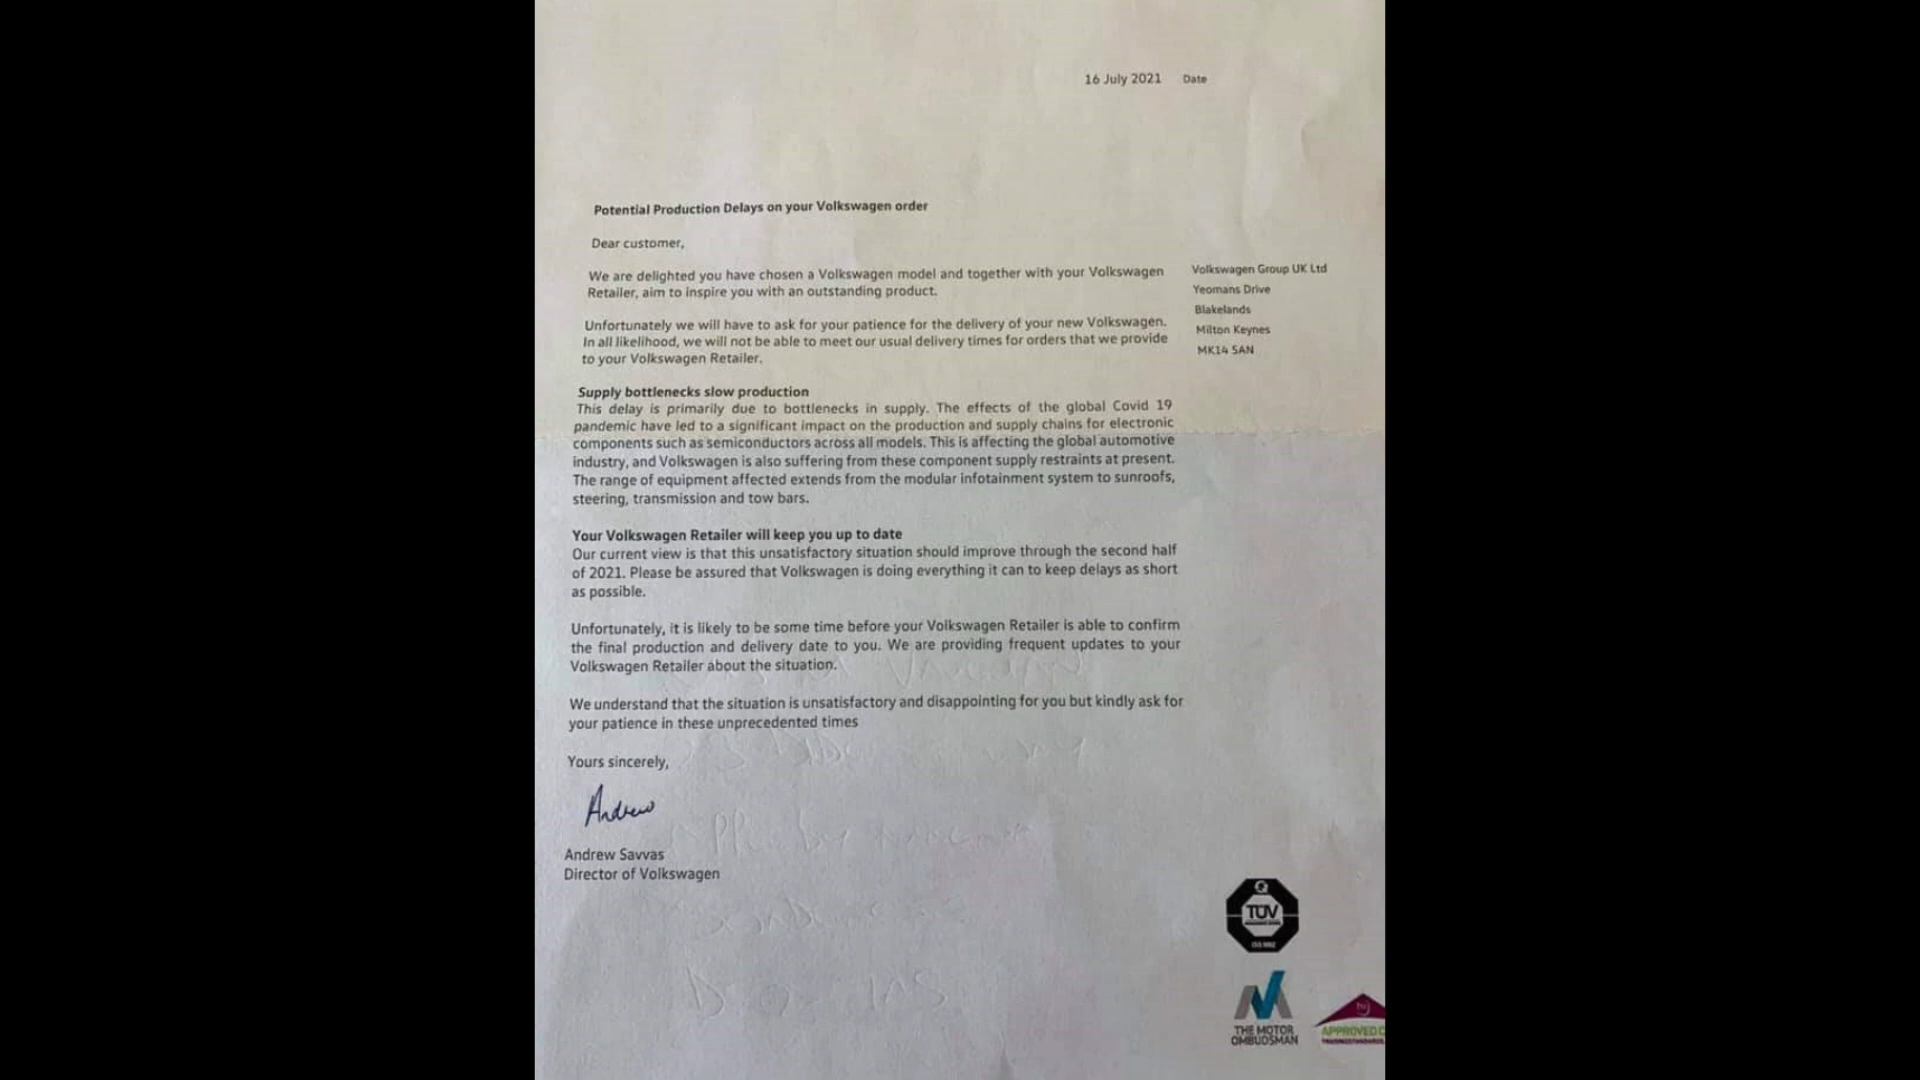 16 July 2021 Date
Potential Production Delays on your Volkswagen order
Dear customer,
We are delighted you have chosen a Volkswagen model and together with your Volkswagen
Retailer, aim to inspire you with an outstanding product.
Volkswagen Group UK Ltd
Yeomans Drive
Blakelands
Milton Keynes
MK14 5AN
Unfortunately we will have to ask for your patience for the delivery of your new Volkswagen.
In all likelihood, we will not be able to meet our usual delivery times for orders that we provide
to your Volkswagen Retailer.
Supply bottlenecks slow production
This delay is primarily due to bottlenecks in supply. The effects of the global Covid 19
pandemic have led to a significant impact on the production and supply chains for electronic
components such as semiconductors across all models. This is affecting the global automotive
industry, and Volkswagen is also suffering from these component supply restraints at present.
The range of equipment affected extends from the modular infotainment system to sunroofs,
steering, transmission and tow bars.
Your Volkswagen Retailer will keep you up to date
Our current view is that this unsatisfactory situation should improve through the second half
of 2021. Please be assured that Volkswagen is doing everything it can to keep delays as short
as possible.
Unfortunately, it is likely to be some time before your Volkswagen Retailer is able to confirm
the final production and delivery date to you. We are providing frequent updates to your
Volkswagen Retailer about the situation.
We understand that the situation is unsatisfactory and disappointing for you but kindly ask for
your patience in these unprecedented times
Yours sincerely,
Andrew
Andrew Savvas
Director of Volkswagen
TÜV
THE MOTOR
OMBUDSMAN
APPROVED C